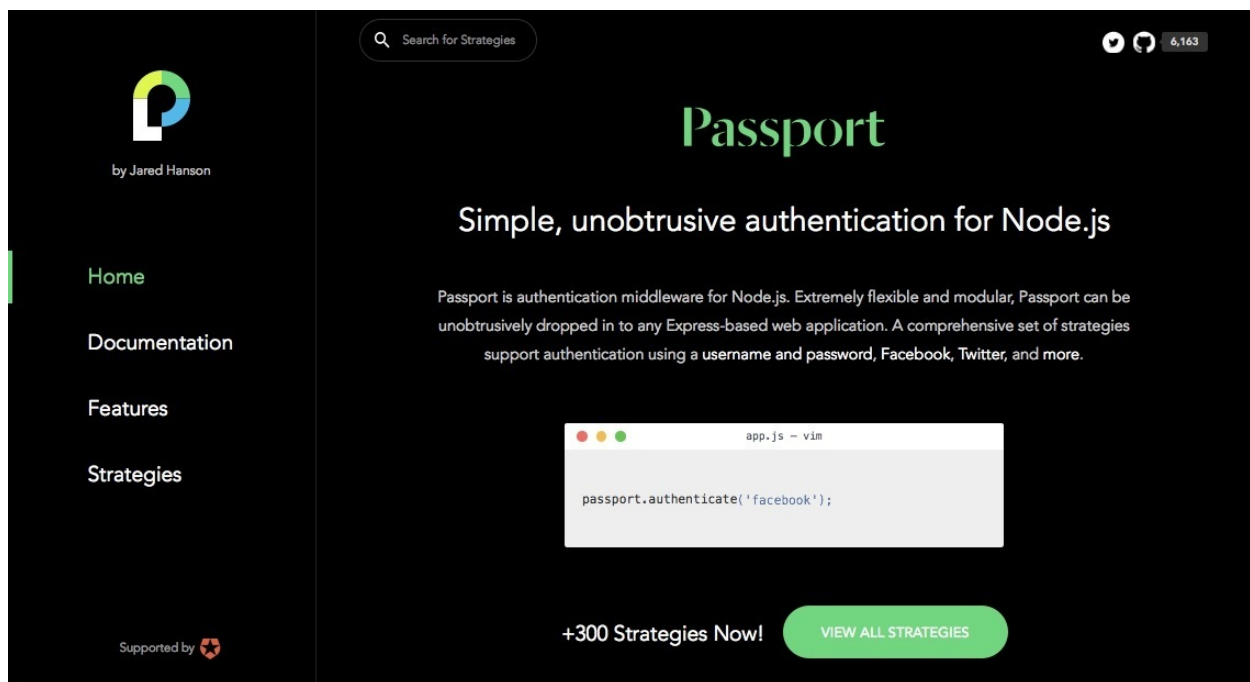 by Jared Hanson
Home
Documentation
Features
Strategies
Supported by
Search for Strategies
6,163
Passport
Simple, unobtrusive authentication for Node.js
Passport is authentication middleware for Node.js. Extremely flexible and modular, Passport can be
unobtrusively dropped in to any Express-based web application. A comprehensive set of strategies
support authentication using a username and password, Facebook, Twitter, and more.
app.js — vim
passport.authenticate('facebook');
+300 Strategies Now!
VIEW ALL STRATEGIES